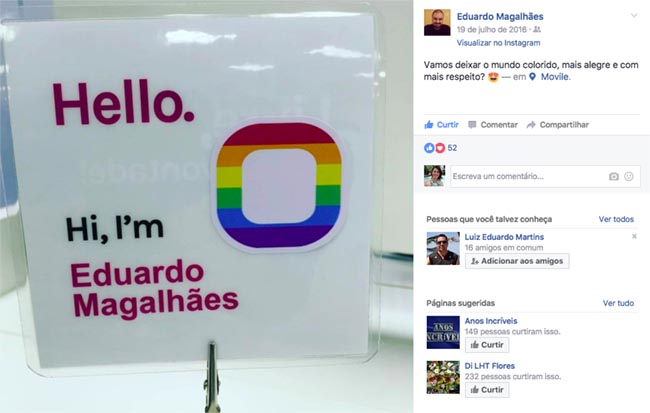 Hello.
Hi, I'm
Eduardo
Magalhães
Eduardo Magalhães
19 de julho de 2016 ·
Visualizar no Instagram
Vamos deixar o mundo colorido, mais alegre e com
mais respeito? 😍 — em Movile.
Curtir Comentar Compartilhar
52
Escreva um comentário...
Pessoas que você talvez conheça Ver todos
Luiz Eduardo Martins
16 amigos em comum
Adicionar aos amigos
Páginas sugeridas Ver tudo
ANOS
INCRÍVEI
Anos Incríveis
149 pessoas curtiram isso.
Curtir
Di LHT Flores
232 pessoas curtiram isso.
Curtir